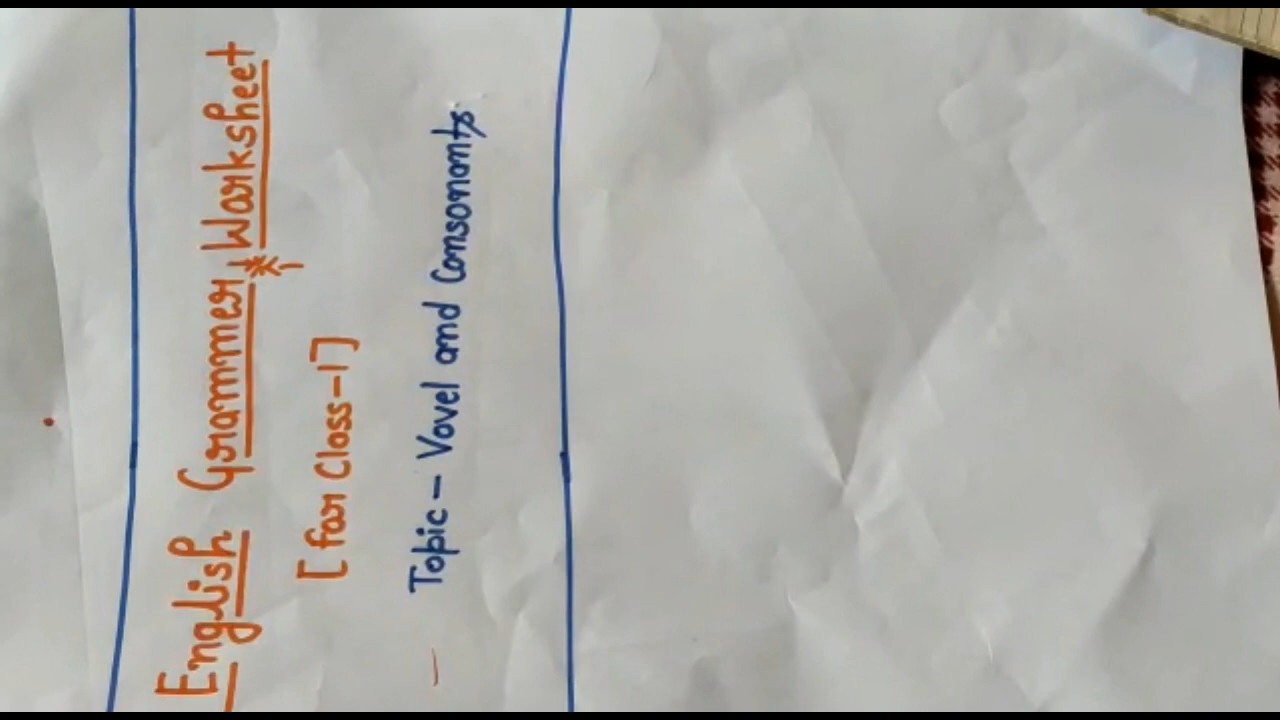 English Grammer Worksheet
[for Class-1]
Topic - Vovel and Consonants